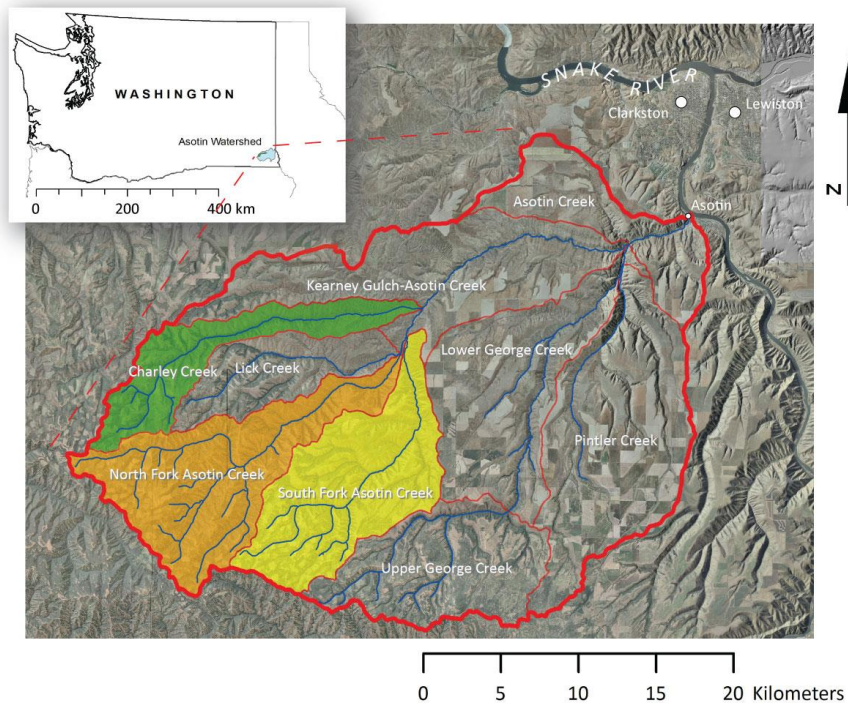 WASHINGTON
Asotin Watershed
0 200 400 km
SNAKE RIVER
Clarkston
Lewiston
N
Asotin
Asotin Creek
Kearney Gulch-Asotin Creek
Lower George Creek
Charley Creek
Lick Creek
Pintler Creek
North Fork Asotin Creek
South Fork Asotin Creek
Upper George Creek
0 5 10 15 20 Kilometers